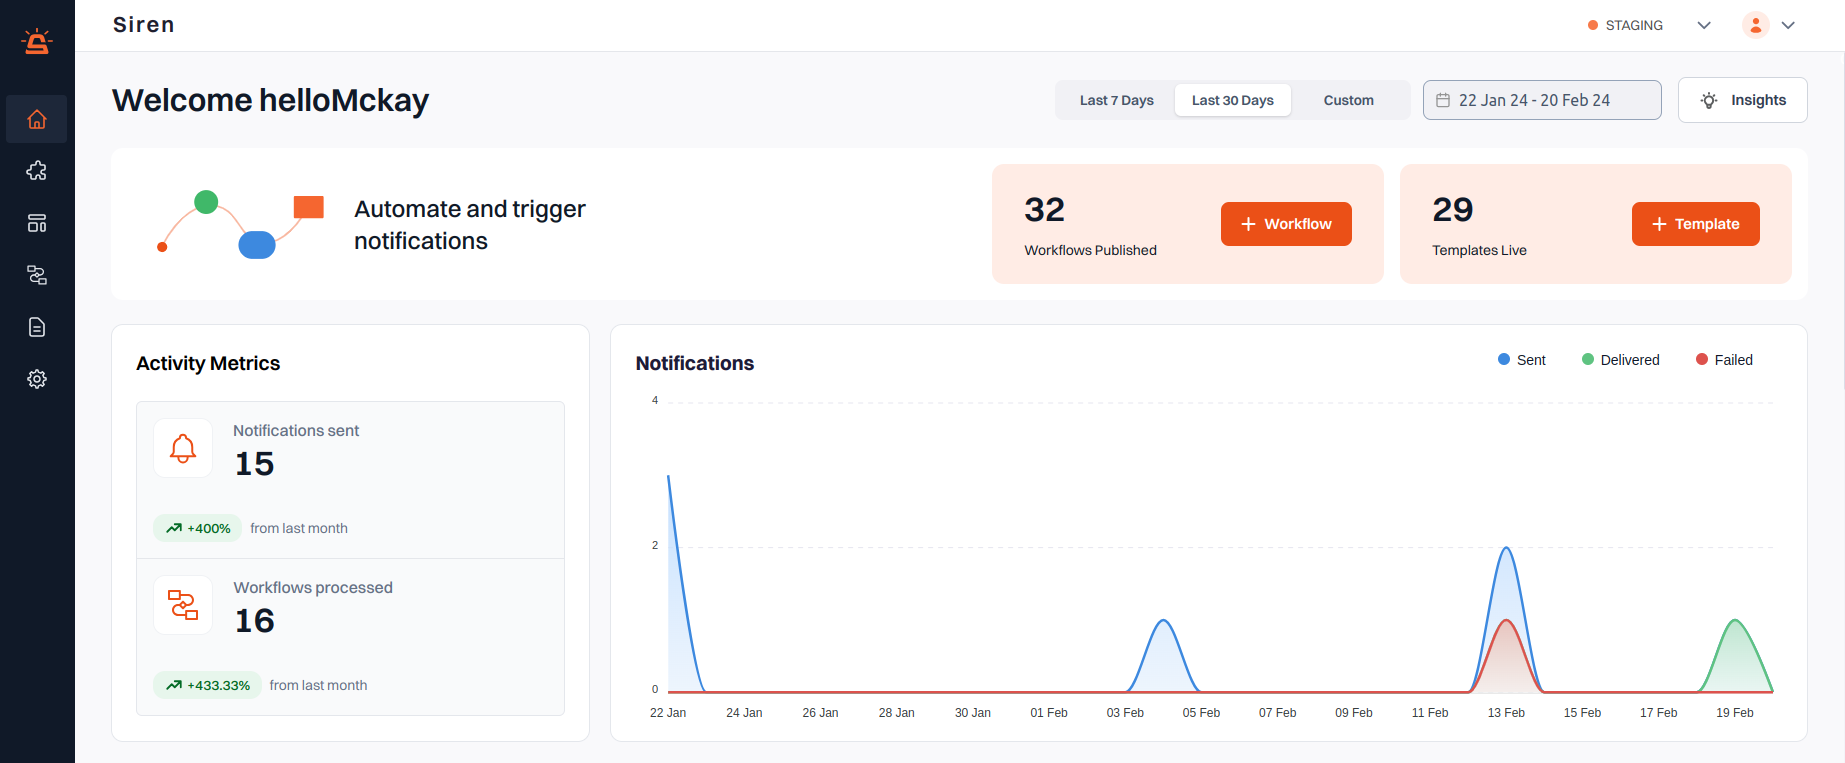 Siren
STAGING
Welcome helloMckay
Last 7 Days
Last 30 Days
Custom
22 Jan 24 - 20 Feb 24
Insights
Automate and trigger
notifications
32
Workflows Published
+ Workflow
29
Templates Live
+ Template
Activity Metrics
Notifications sent
15
+400% from last month
Workflows processed
16
+433.33% from last month
Notifications
Sent
Delivered
Failed
4
2
0
22 Jan
24 Jan
26 Jan
28 Jan
30 Jan
01 Feb
03 Feb
05 Feb
07 Feb
09 Feb
11 Feb
13 Feb
15 Feb
17 Feb
19 Feb